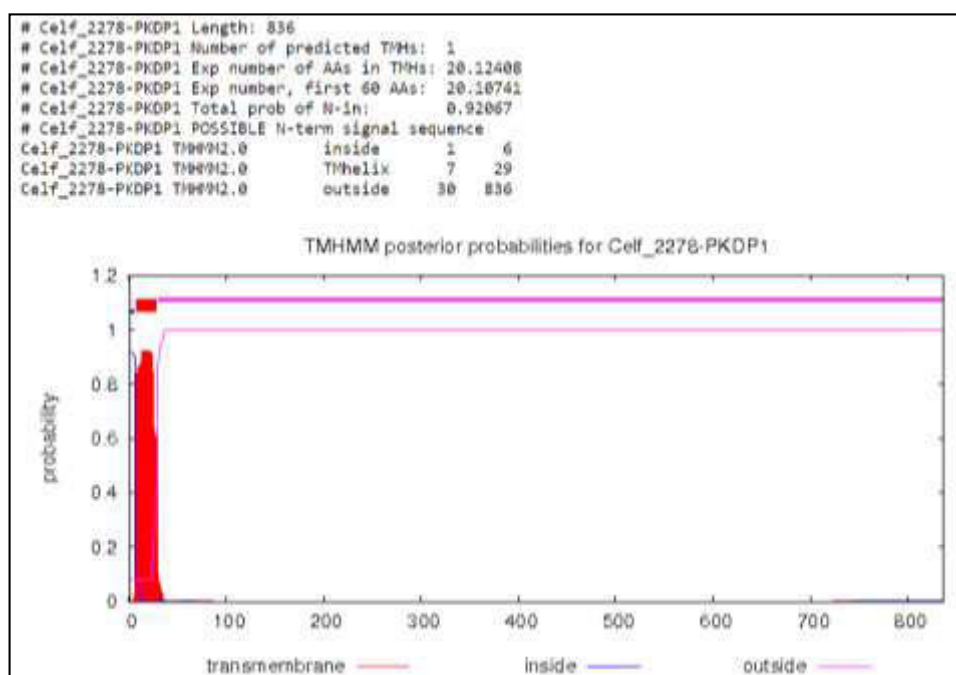 # Celf_2278-PKDP1 Length: 836
# Celf_2278-PKDP1 Number of predicted TMHs:  1
# Celf_2278-PKDP1 Exp number of AAs in TMHs: 20.12408
# Celf_2278-PKDP1 Exp number, first 60 AAs:  20.10741
# Celf_2278-PKDP1 Total prob of N-in:        0.92067
# Celf_2278-PKDP1 POSSIBLE N-term signal sequence
Celf_2278-PKDP1 TMHMM2.0 inside 1 6
Celf_2278-PKDP1 TMHMM2.0 TMhelix 7 29
Celf_2278-PKDP1 TMHMM2.0 outside 30 836
TMHMM posterior probabilities for Celf_2278-PKDP1
1.2
1
0.8
0.6
0.4
0.2
0
probability
0 100 200 300 400 500 600 700 800
transmembrane inside outside